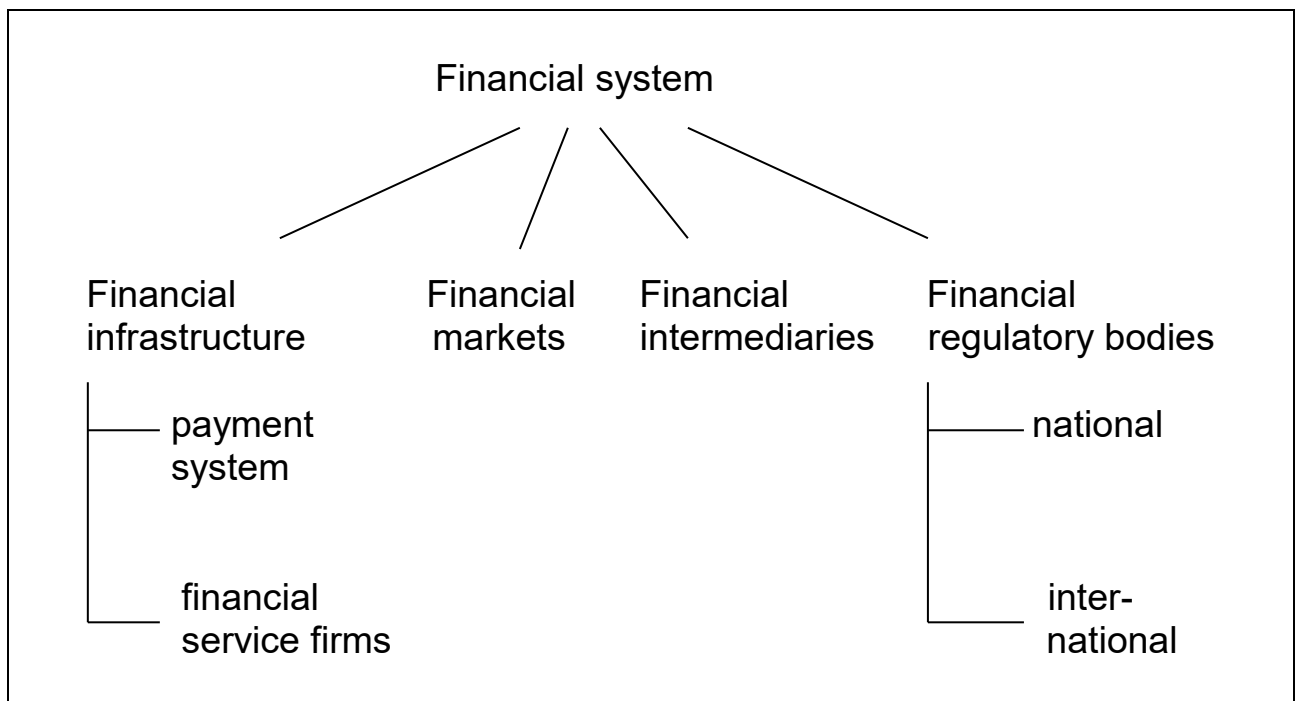 Financial system
Financial
infrastructure
Financial
markets
Financial
intermediaries
Financial
regulatory bodies
payment
system
national
financial
service firms
inter-
national